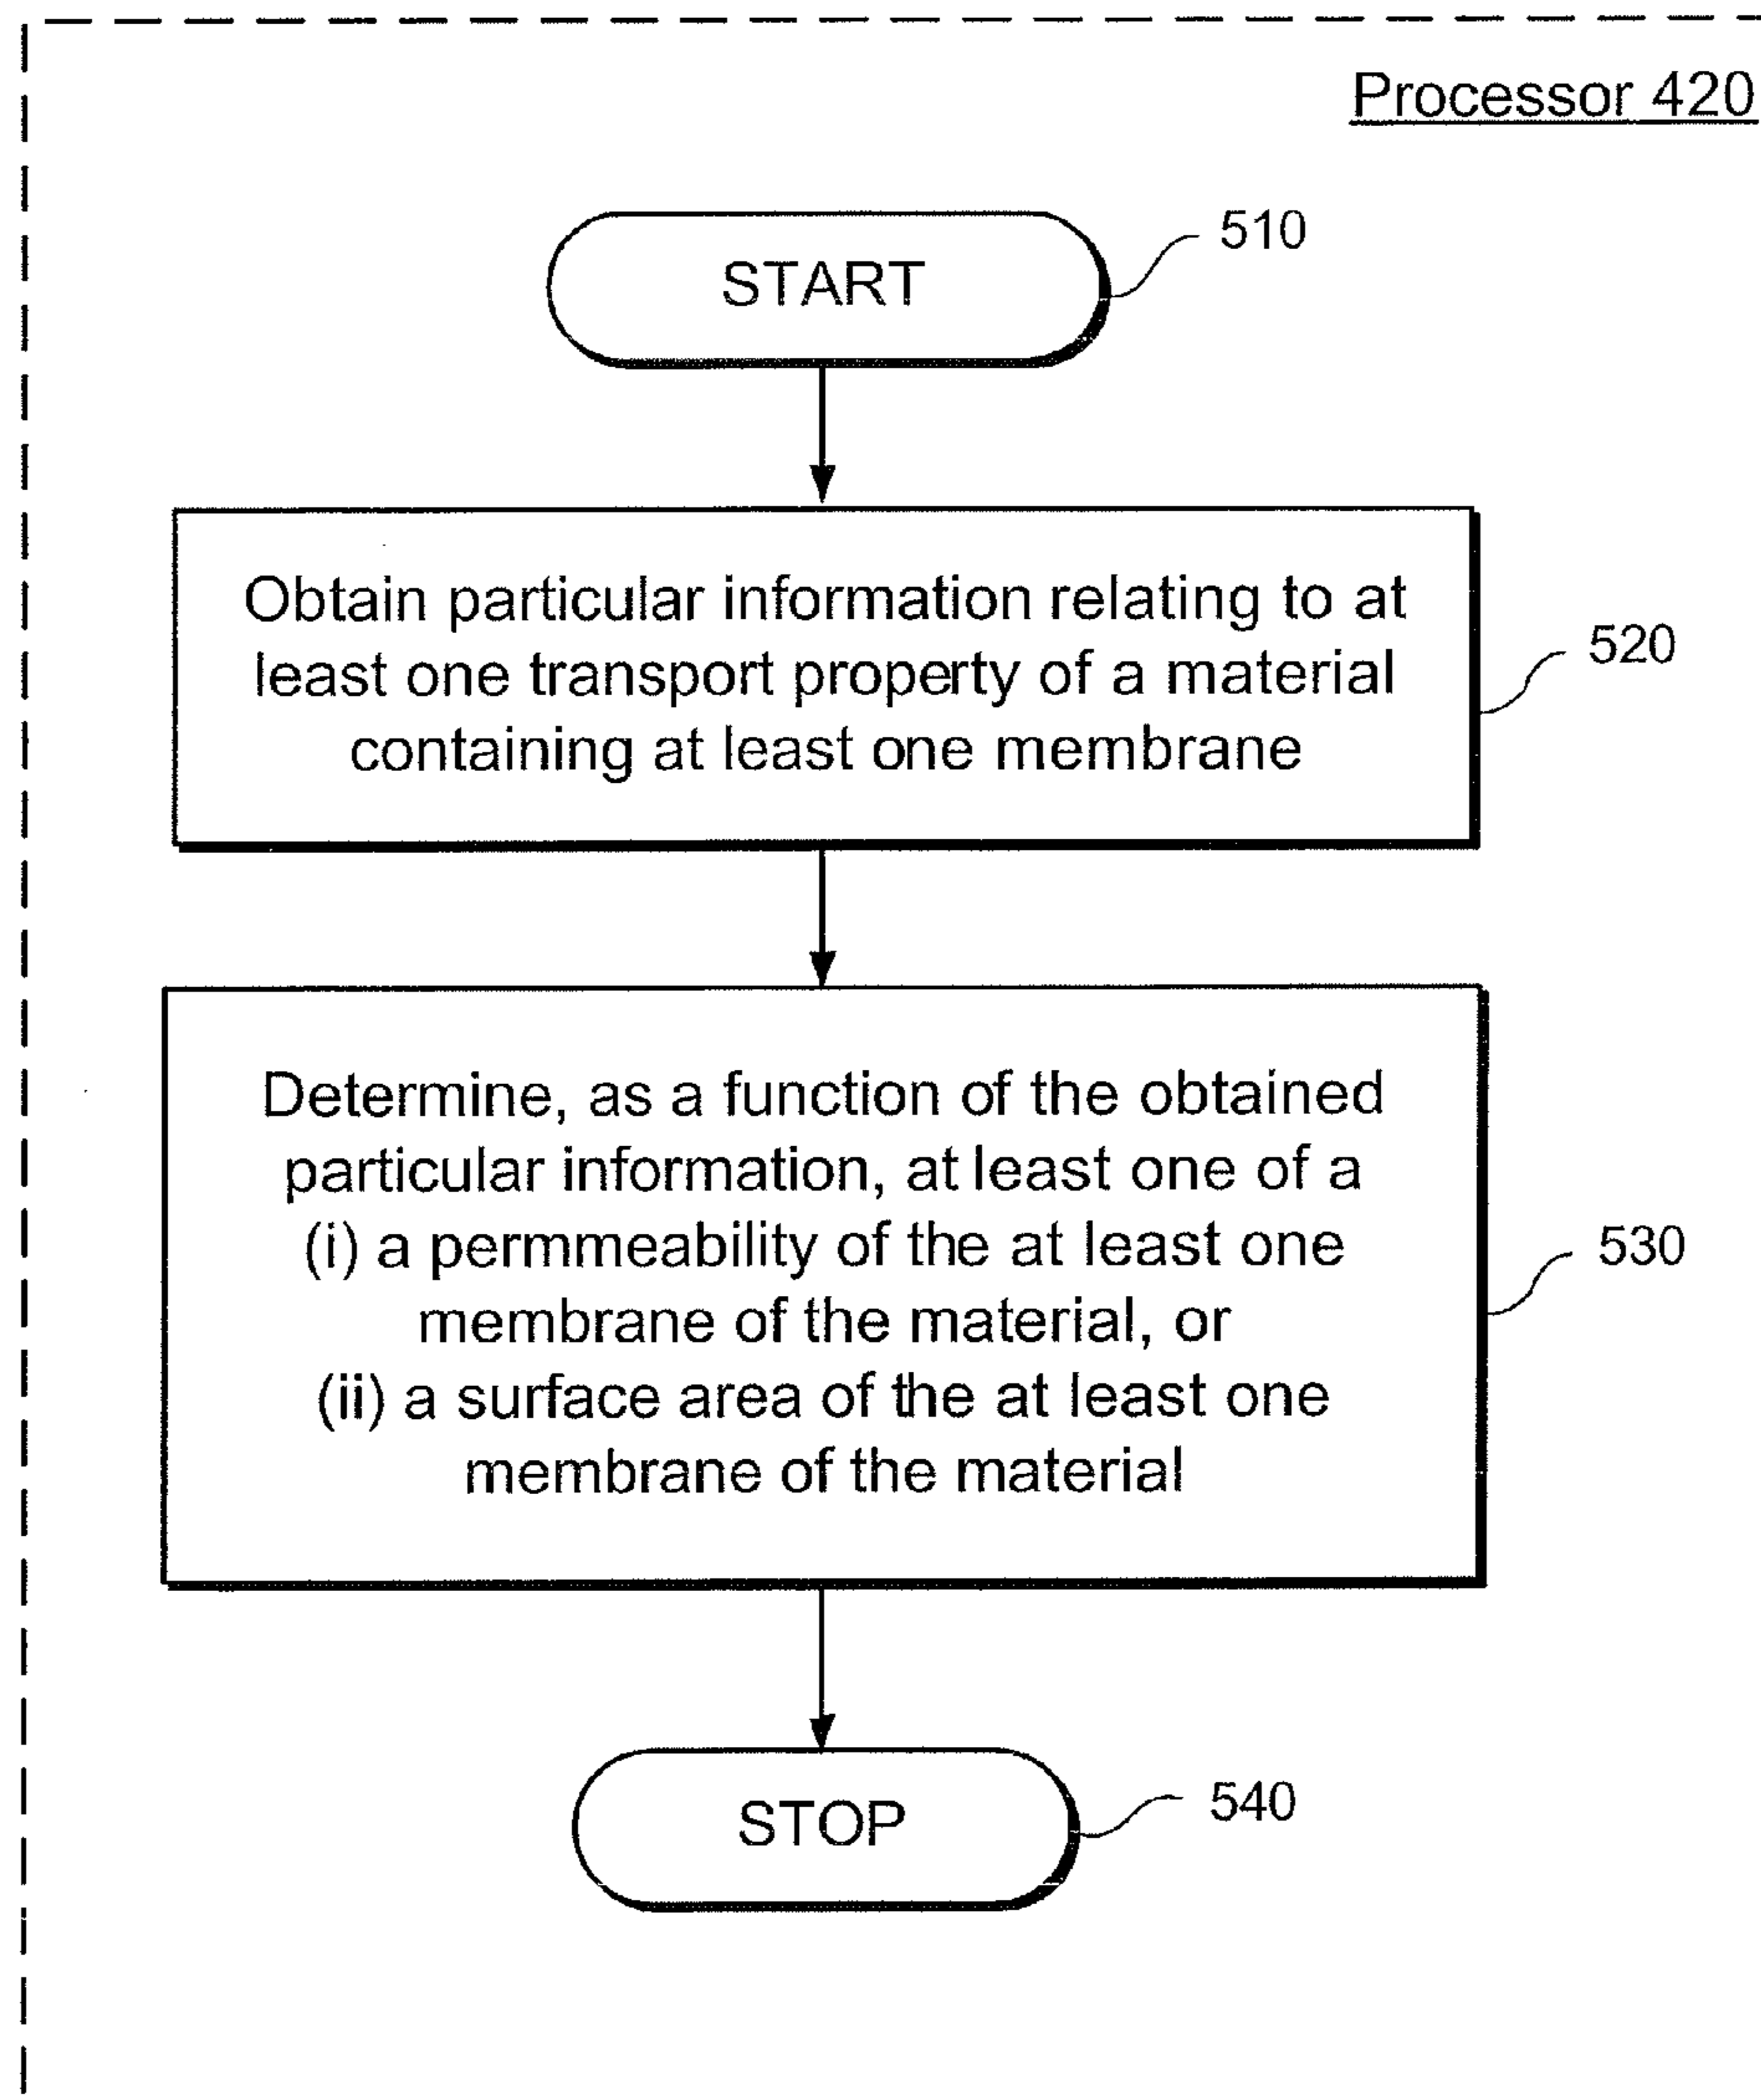 Processor 420
START
510
Obtain particular information relating to at
least one transport property of a material
containing at least one membrane
520
Determine, as a function of the obtained
particular information, at least one of a
(i) a permmeability of the at least one
membrane of the material, or
(ii) a surface area of the at least one
membrane of the material
530
STOP
540